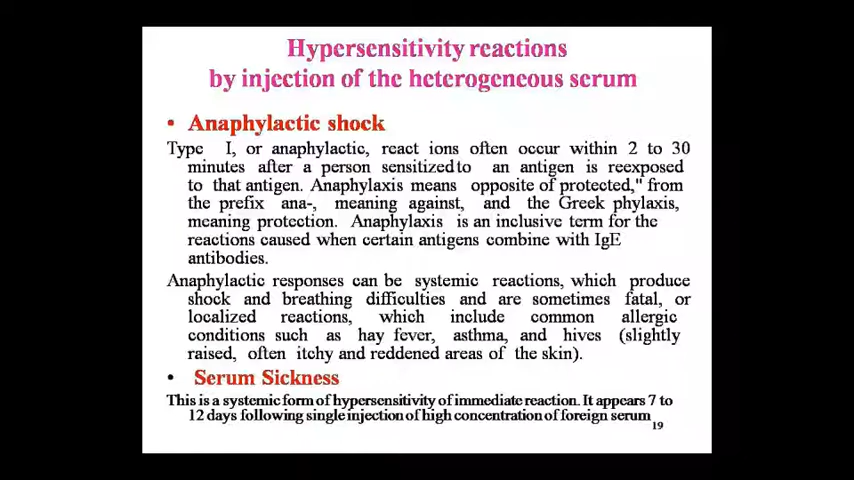 Hypersensitivity reactions
by injection of the heterogeneous serum
• Anaphylactic shock
Type I, or anaphylactic, react ions often occur within 2 to 30
minutes after a person sensitized to an antigen is reexposed
to that antigen. Anaphylaxis means opposite of protected," from
the prefix ana-, meaning against, and the Greek phylaxis,
meaning protection. Anaphylaxis is an inclusive term for the
reactions caused when certain antigens combine with IgE
antibodies.
Anaphylactic responses can be systemic reactions, which produce
shock and breathing difficulties and are sometimes fatal, or
localized reactions, which include common allergic
conditions such as hay fever, asthma, and hives (slightly
raised, often itchy and reddened areas of the skin).
• Serum Sickness
This is a systemic form of hypersensitivity of immediate reaction. It appears 7 to
12 days following single injection of high concentration of foreign serum
19